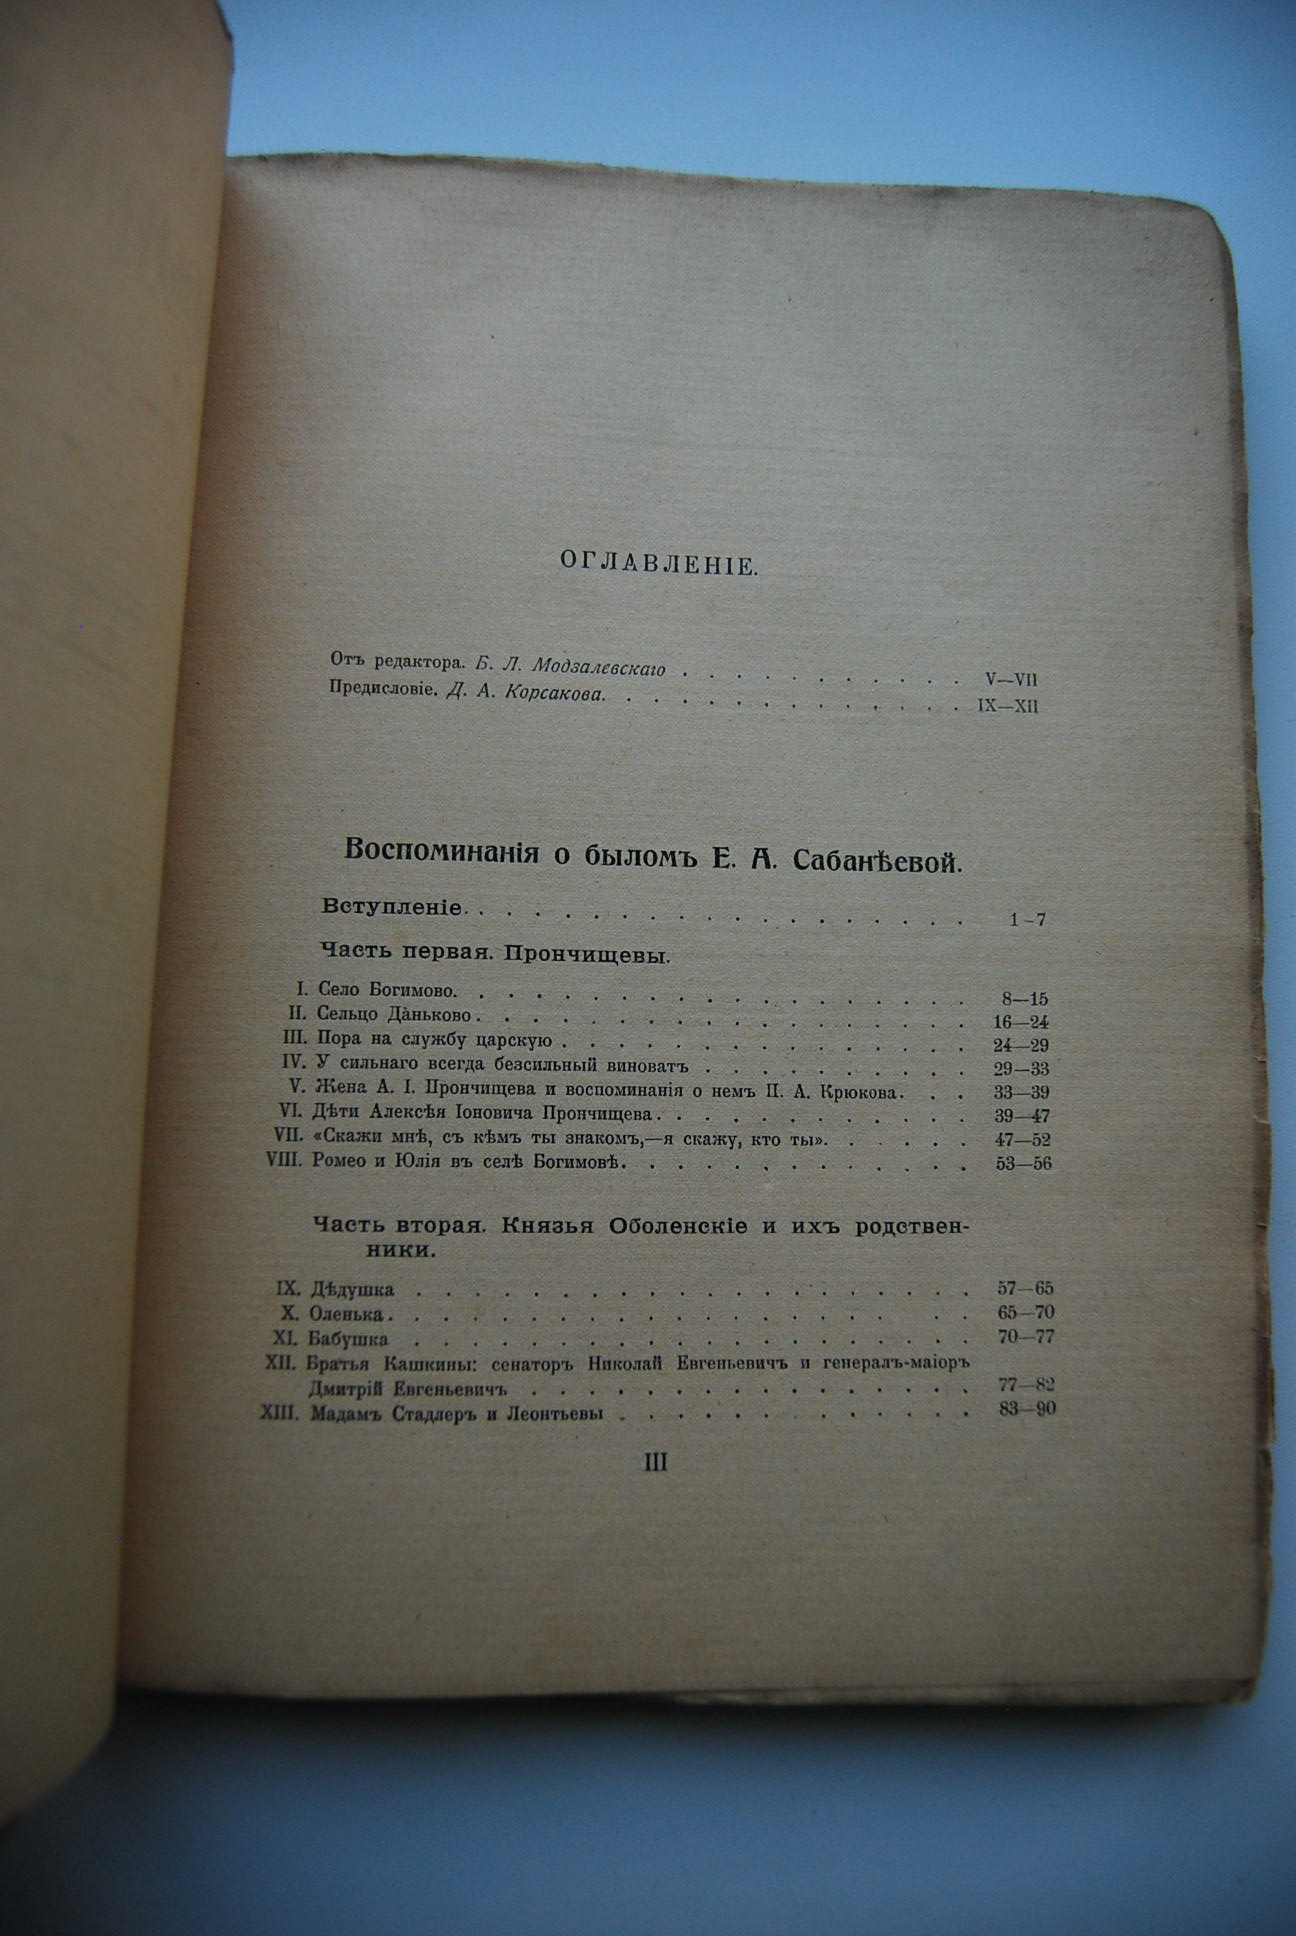 ОГЛАВЛЕНІЕ.
Отъ редактора. Б. Л. Модзалевскаго . . . . . . . . . . . V—VII
Предисловіе. Д. А. Корсакова. . . . . . . . . . . . . . IX—XII
Воспоминанія о быломъ Е. А. Сабанѣевой.
Вступленіе. . . . . . . . . . . . . . . . . . . 1-7
Часть первая. Прончищевы.
I. Село Богимово. . . . . . . . . . . . . . . . . . . 8—15
II. Сельцо Да̀ньково . . . . . . . . . . . . . . . . . . 16—24
III. Пора на службу царскую . . . . . . . . . . . . . . . 24—29
IV. У сильнаго всегда безсильный виноватъ . . . . . . . . . . 29—33
V. Жена А. І. Прончищева и воспоминанія о немъ П. А. Крюкова. . . 33—39
VI. Дѣти Алексѣя Іоновича Прончищева. . . . . . . . . . . . 39—47
VII. «Скажи мнѣ, съ кѣмъ ты знакомъ,—я скажу, кто ты». . . . . . 47—52
VIII. Ромео и Юлія въ селѣ Богимовѣ. . . . . . . . . . . . . 53—56
Часть вторая. Князья Оболенскіе и ихъ родствен-
ники.
IX. Дѣдушка . . . . . . . . . . . . . . . . . . . . 57—65
X. Оленька. . . . . . . . . . . . . . . . . . . . 65—70
XI. Бабушка . . . . . . . . . . . . . . . . . . . . 70—77
XII. Братья Кашкины: сенаторъ Николай Евгеньевичъ и генералъ-маіоръ
Дмитрій Евгеньевичъ . . . . . . . . . . . . . . . . 77—82
XIII. Мадамъ Стадлеръ и Леонтьевы . . . . . . . . . . . . . 83—90
III